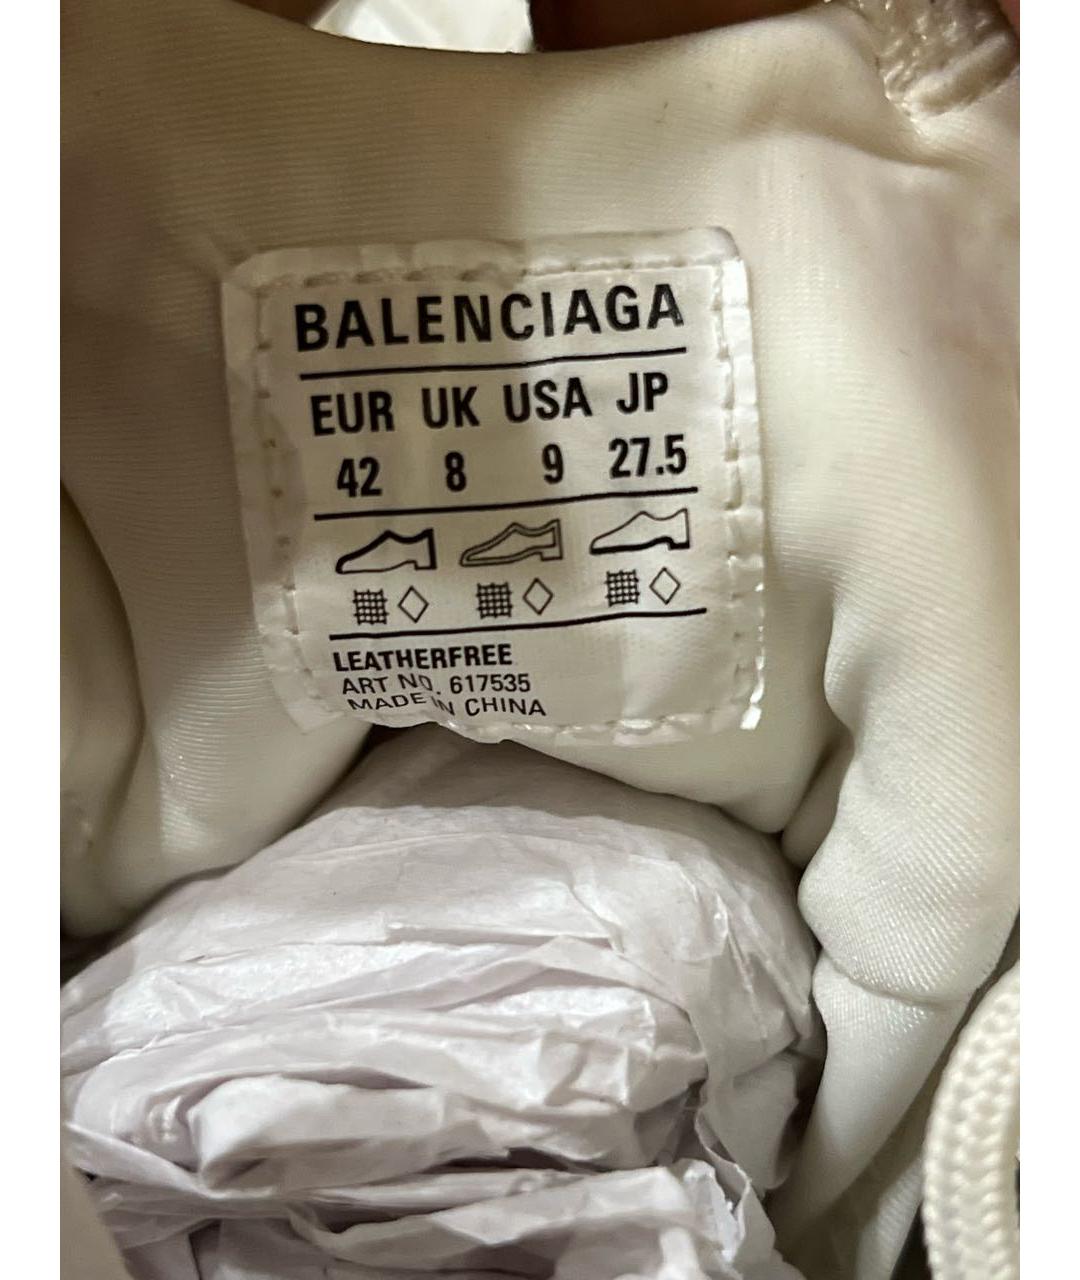 BALENCIAGA
EUR UK USA JP
42 8 9 27.5
LEATHERFREE
ART NO. 617535
MADE IN CHINA